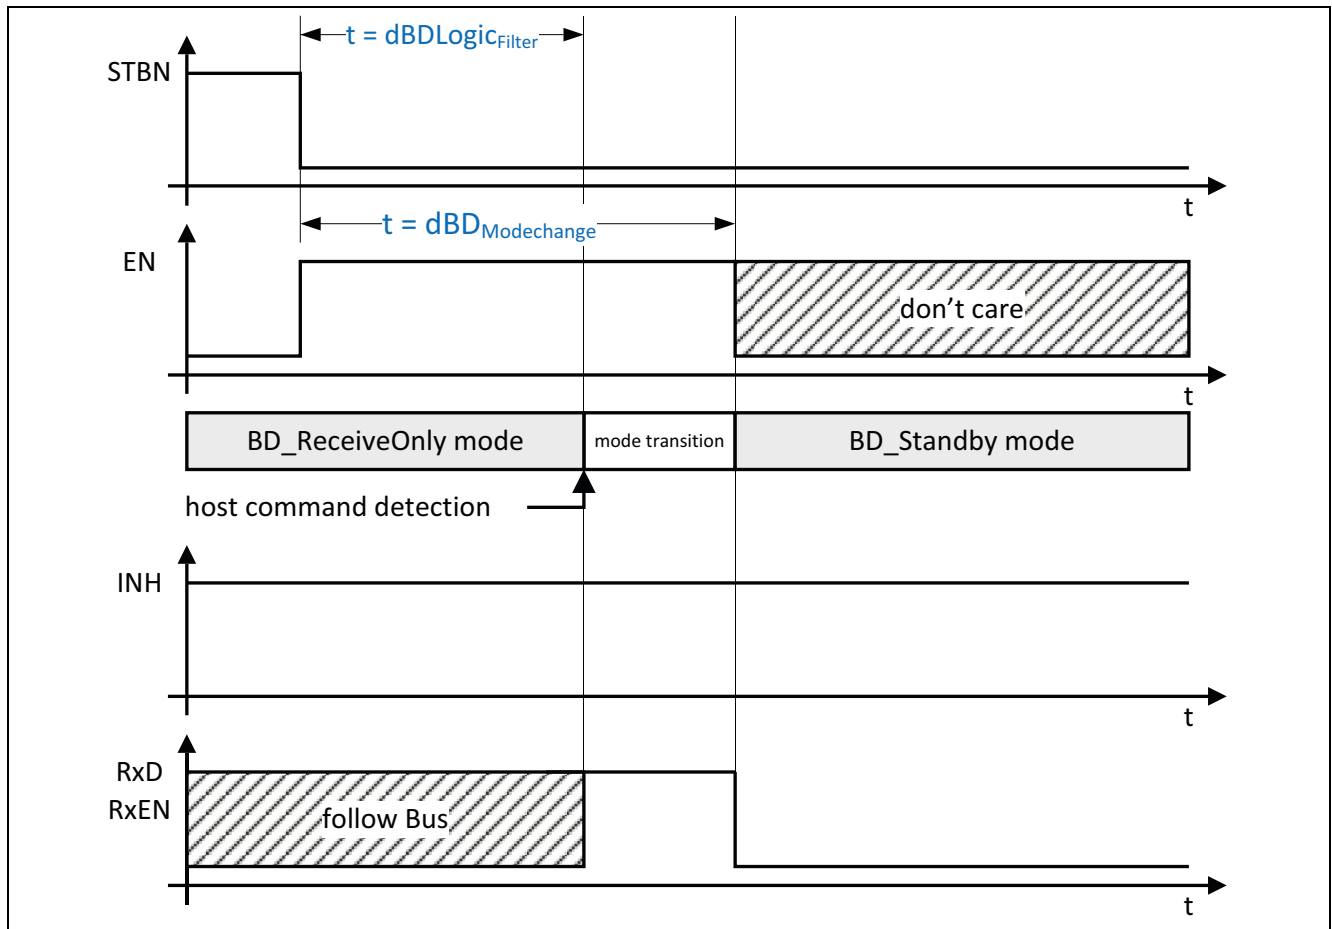 t = dBDLogicFilter
STBN
t
t = dBDModechange
EN
don't care
t
BD_ReceiveOnly mode
mode transition
BD_Standby mode
host command detection
INH
t
RxD
RxEN
follow Bus
t